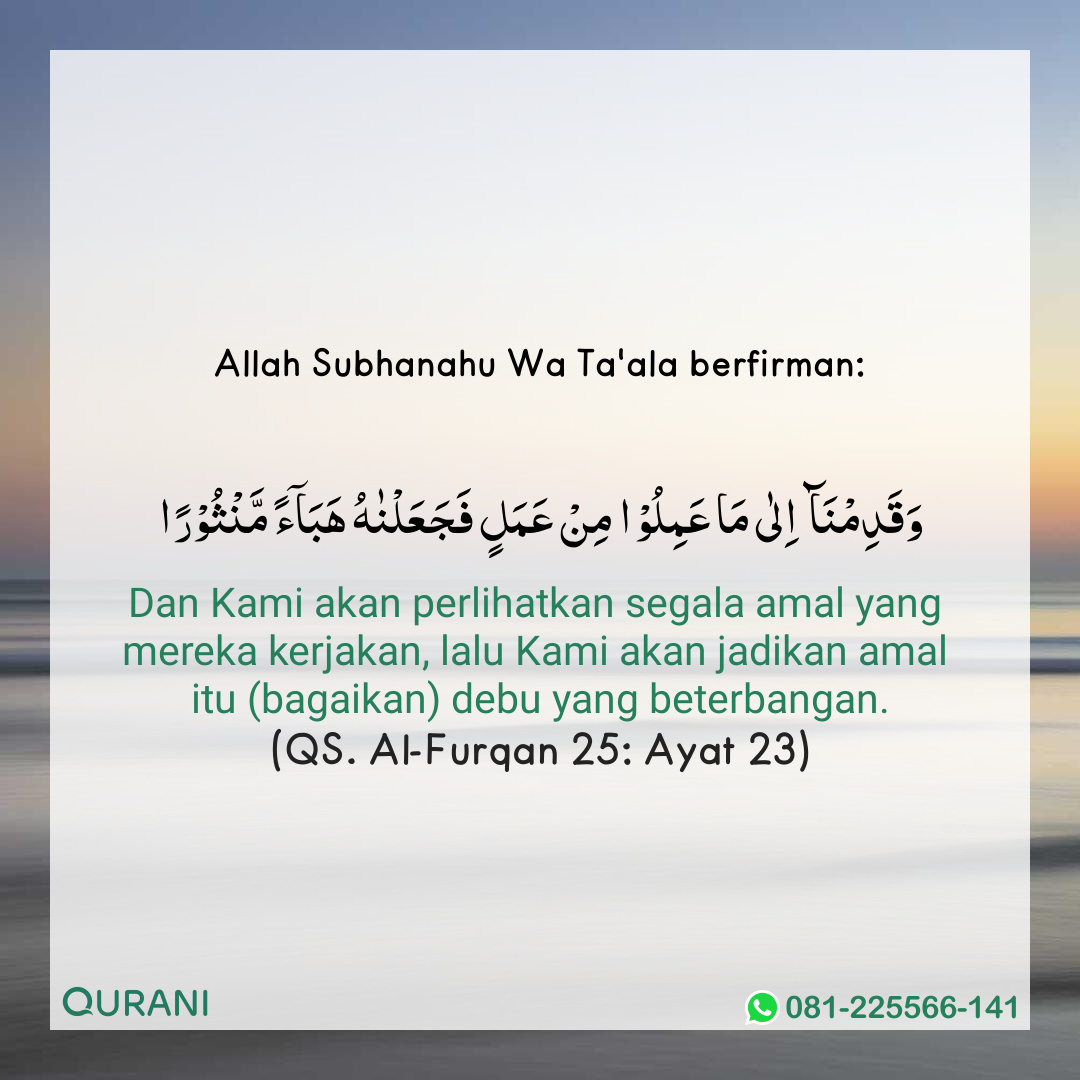 Allah Subhanahu Wa Ta'ala berfirman:
وَقَدِمْنَاۤ اِلٰى مَا عَمِلُوْا مِنْ عَمَلٍ فَجَعَلْنٰهُ هَبَآءً مَّنْثُوْرًا
Dan Kami akan perlihatkan segala amal yang
mereka kerjakan, lalu Kami akan jadikan amal
itu (bagaikan) debu yang beterbangan.
(QS. Al-Furqan 25: Ayat 23)
QURANI
081-225566-141